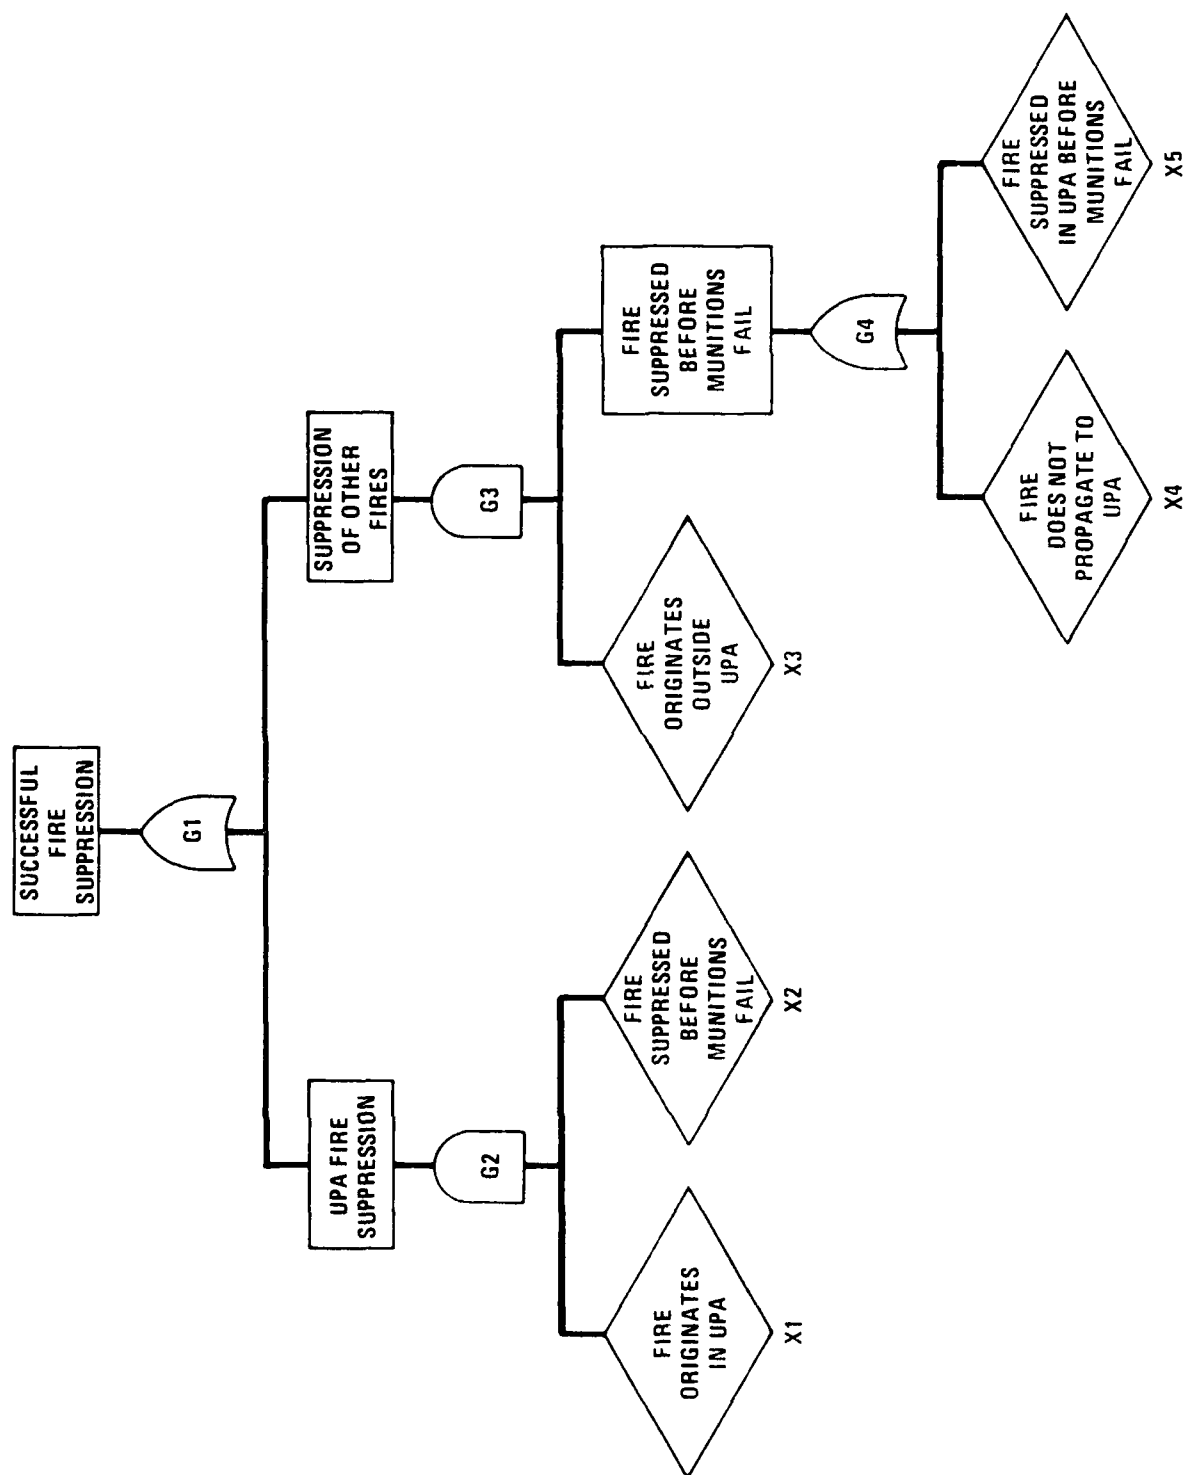 SUCCESSFUL
FIRE
SUPPRESSION
G1
UPA FIRE
SUPPRESSION
G2
SUPPRESSION
OF OTHER
FIRES
G3
FIRE
ORIGINATES
IN UPA
X1
FIRE
SUPPRESSED
BEFORE
MUNITIONS
FAIL
X2
FIRE
ORIGINATES
OUTSIDE
UPA
X3
FIRE
SUPPRESSED
BEFORE
MUNITIONS
FAIL
G4
FIRE
DOES NOT
PROPAGATE TO
UPA
X4
FIRE
SUPPRESSED
IN UPA BEFORE
MUNITIONS
FAIL
X5